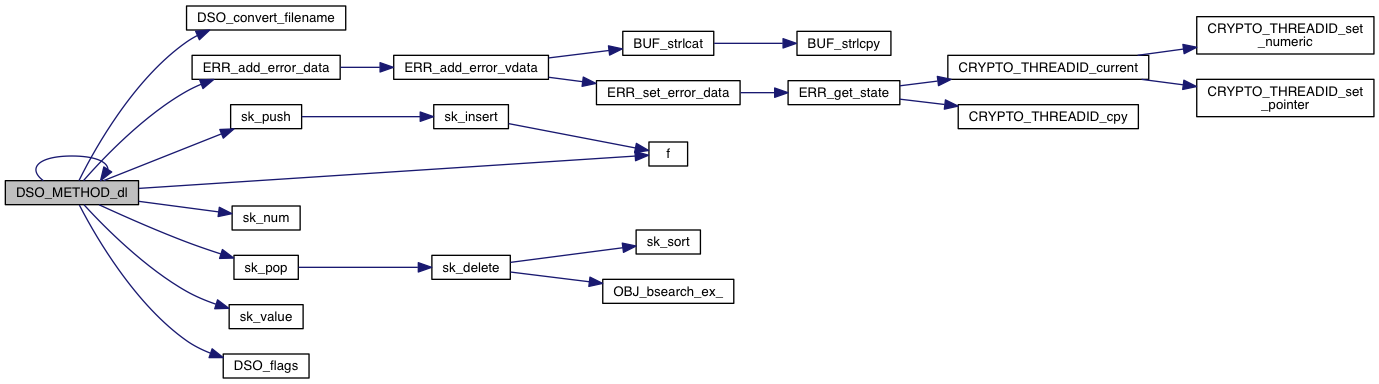 DSO_convert_filename
CRYPTO_THREADID_set
_numeric
BUF_strlcat
BUF_strlcpy
ERR_add_error_data
ERR_add_error_vdata
CRYPTO_THREADID_current
ERR_set_error_data
ERR_get_state
CRYPTO_THREADID_set
_pointer
sk_push
sk_insert
CRYPTO_THREADID_cpy
f
DSO_METHOD_dl
sk_num
sk_sort
sk_pop
sk_delete
OBJ_bsearch_ex_
sk_value
DSO_flags